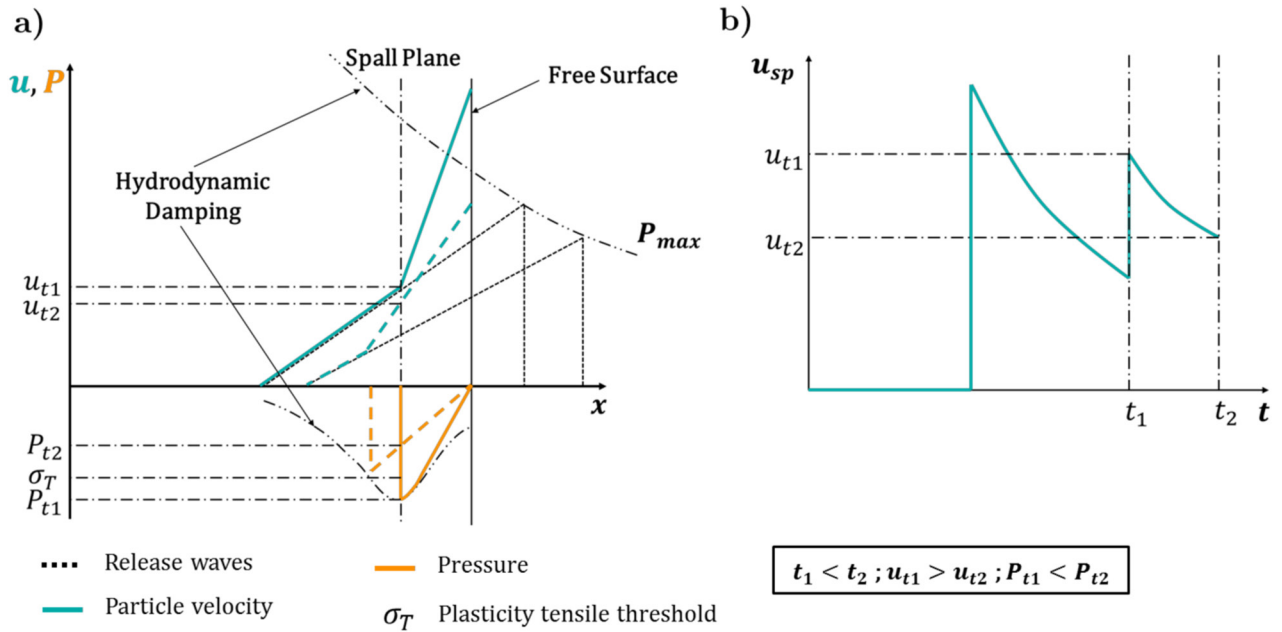 a)
Spall Plane
Free Surface
u, P
Hydrodynamic
Damping
P_max
u_t1
u_t2
x
P_t2
σ_T
P_t1
Release waves
Particle velocity
Pressure
σ_T Plasticity tensile threshold
b)
u_sp
u_t1
u_t2
t_1
t_2
t
t_1 < t_2 ; u_t1 > u_t2 ; P_t1 < P_t2